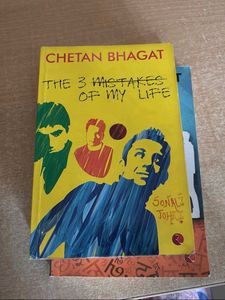 CHETAN BHAGAT
THE 3 MISTAKES
OF MY LIFE
SONALI